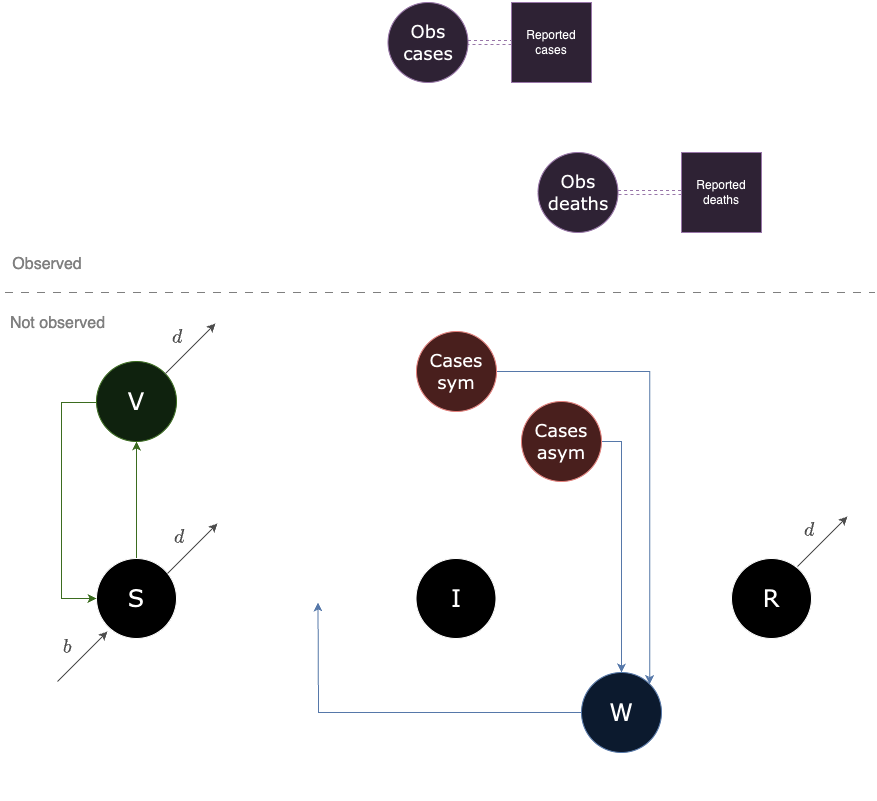 Obs
cases
Reported
cases
Obs
deaths
Reported
deaths
Observed
Not observed
d
V
Cases
sym
Cases
asym
d
d
S
I
R
b
W